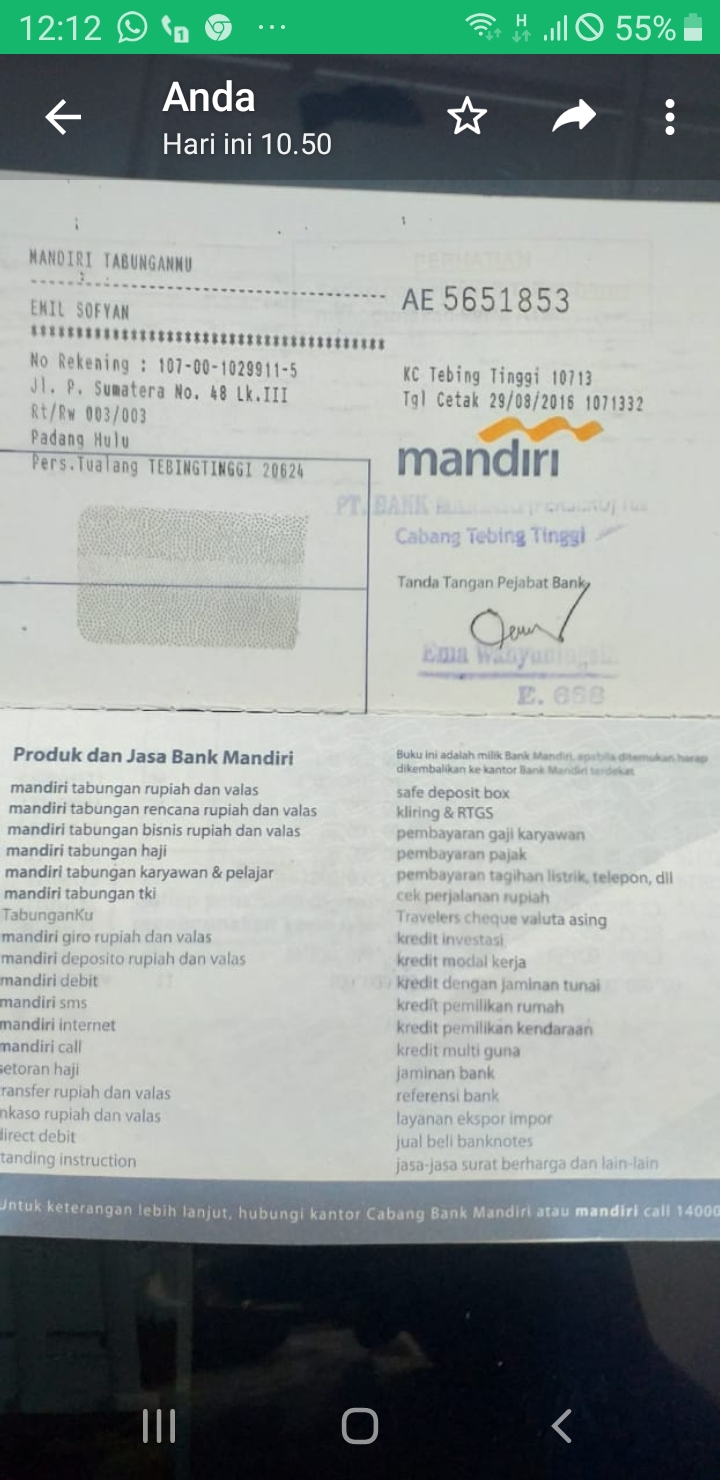 12:12
55%
Anda
Hari ini 10.50
MANDIRI TABUNGANMU
EMIL SOFYAN
No Rekening : 107-00-1029911-5
Jl. P. Sumatera No. 48 Lk.III
Rt/Rw 003/003
Padang Hulu
Pers.Tualang TEBINGTINGGI 20624
AE 5651853
KC Tebing Tinggi 10713
Tgl Cetak 29/08/2016 1071332
mandiri
PT. BANK
Cabang Tebing Tinggi
Tanda Tangan Pejabat Bank
Ema
E. 658
Produk dan Jasa Bank Mandiri
mandiri tabungan rupiah dan valas
mandiri tabungan rencana rupiah dan valas
mandiri tabungan bisnis rupiah dan valas
mandiri tabungan haji
mandiri tabungan karyawan & pelajar
mandiri tabungan tki
TabunganKu
mandiri giro rupiah dan valas
mandiri deposito rupiah dan valas
mandiri debit
mandiri sms
mandiri internet
mandiri call
setoran haji
ransfer rupiah dan valas
nkaso rupiah dan valas
direct debit
tanding instruction
Buku ini adalah milik Bank Mandiri, apabila ditemukan harap
dikembalikan ke kantor Bank Mandiri terdekat
safe deposit box
kliring & RTGS
pembayaran gaji karyawan
pembayaran pajak
pembayaran tagihan listrik, telepon, dll
cek perjalanan rupiah
Travelers cheque valuta asing
kredit investasi
kredit modal kerja
kredit dengan jaminan tunai
kredit pemilikan rumah
kredit pemilikan kendaraan
kredit multi guna
jaminan bank
referensi bank
layanan ekspor impor
jual beli banknotes
jasa-jasa surat berharga dan lain-lain
Untuk keterangan lebih lanjut, hubungi kantor Cabang Bank Mandiri atau mandiri call 14000